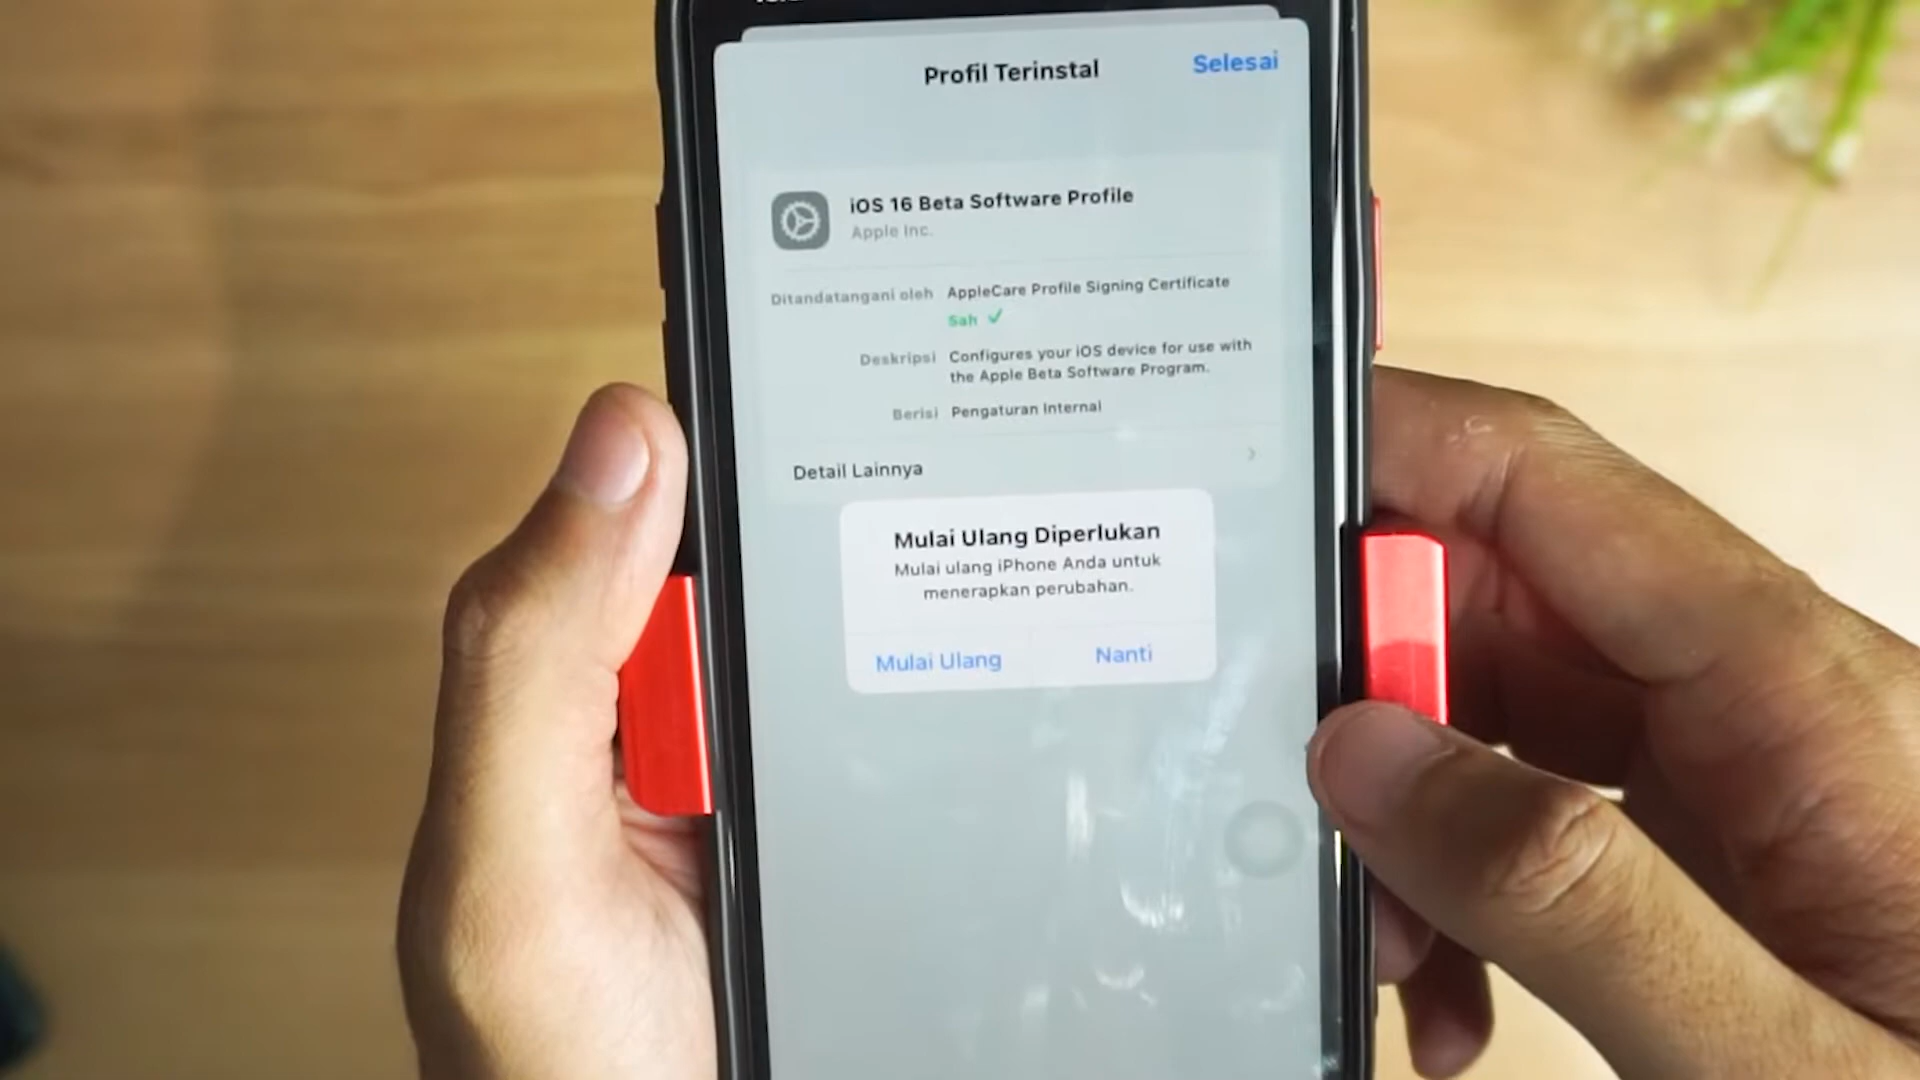 Profil Terinstal
Selesai
iOS 16 Beta Software Profile
Apple Inc.
Ditandatangani oleh AppleCare Profile Signing Certificate
Sah ✓
Deskripsi Configures your iOS device for use with
the Apple Beta Software Program.
Berisi Pengaturan Internal
Detail Lainnya
Mulai Ulang Diperlukan
Mulai ulang iPhone Anda untuk
menerapkan perubahan.
Mulai Ulang
Nanti